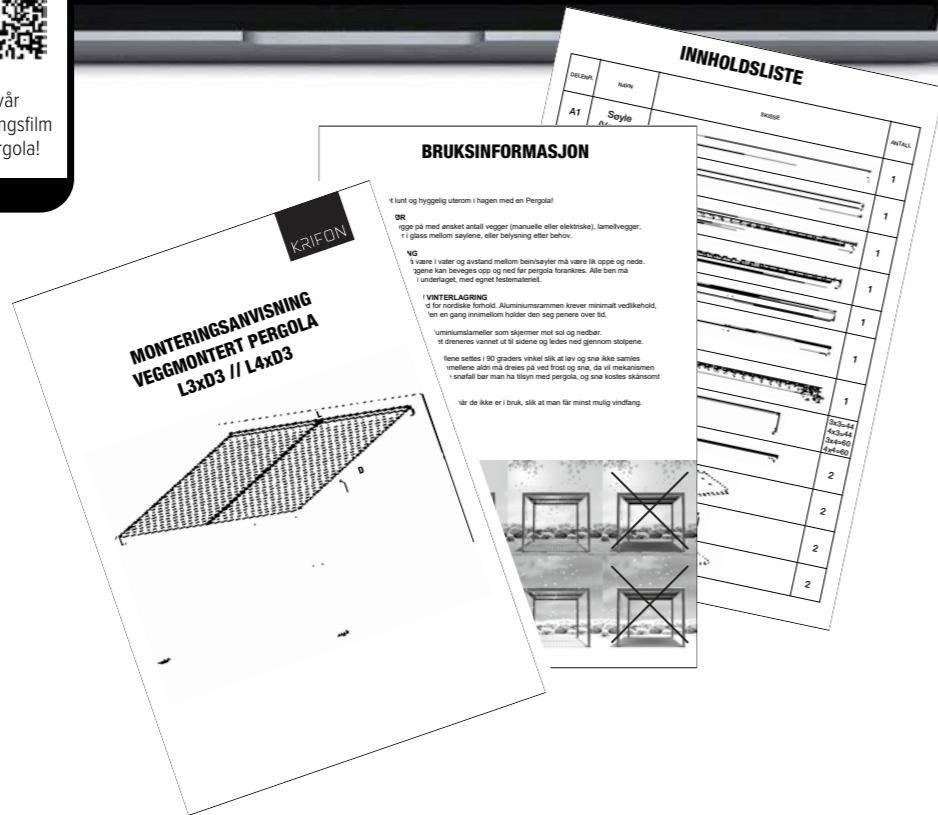 vår
ngsfilm
rgola!
KRIFON
MONTERINGSANVISNING
VEGGMONTERT PERGOLA
L3xD3 // L4xD3
L
D
BRUKSINFORMASJON
lunt og hyggelig uterom i hagen med en Pergola!
ØR
gge på med ønsket antall vegger (manuelle eller elektriske), lamellvegger,
r i glass mellom søylene, eller belysning etter behov.
NG
være i vater og avstand mellom bein/søyler må være lik oppe og nede.
ggene kan beveges opp og ned før pergola forankres. Alle ben må
i underlaget, med egnet festemateriell.
VINTERLAGRING
d for nordiske forhold. Aluminiumsrammen krever minimalt vedlikehold,
en en gang innimellom holder den seg penere over tid.
uminiumslameller som skjermer mot sol og nedbør.
et dreneres vannet ut til sidene og ledes ned gjennom stolpene.
llene settes i 90 graders vinkel slik at løv og snø ikke samles
mellene aldri må dreies på ved frost og snø, da vil mekanismen
snøfall bør man ha tilsyn med pergola, og snø kostes skånsomt
når de ikke er i bruk, slik at man får minst mulig vindfang.
INNHOLDSLISTE
DELENR. NAVN SKISSE ANTALL
A1 Søyle 1
1
1
1
1
1
3x3=44
4x3=44
3x4=60
4x4=60
2
2
2
2